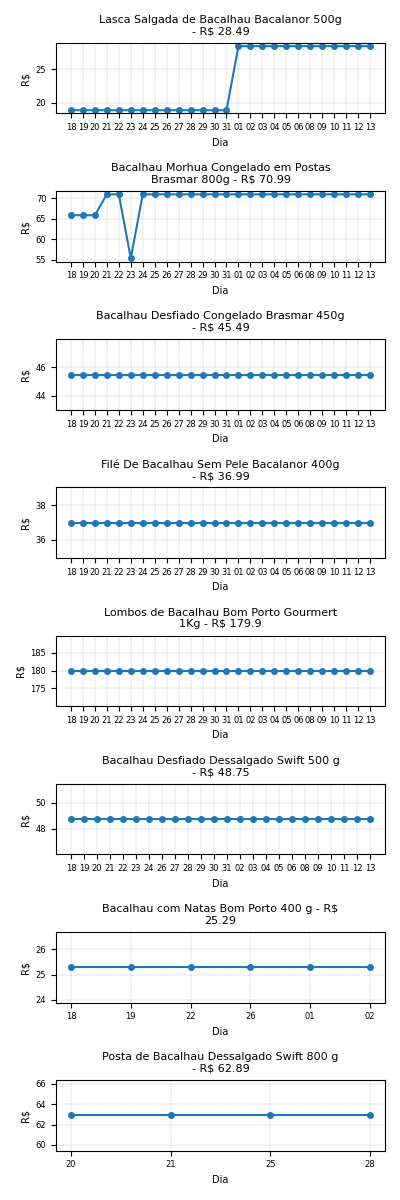 Lasca Salgada de Bacalhau Bacalanor 500g
- R$ 28.49
25
20
R$
18 19 20 21 22 23 24 25 26 27 28 29 30 31 01 02 03 04 05 06 08 09 10 11 12 13
Dia
Bacalhau Morhua Congelado em Postas
Brasmar 800g - R$ 70.99
70
65
60
55
R$
18 19 20 21 22 23 24 25 26 27 28 29 30 31 01 02 03 04 05 06 08 09 10 11 12 13
Dia
Bacalhau Desfiado Congelado Brasmar 450g
- R$ 45.49
46
44
R$
18 19 20 21 22 23 24 25 26 27 28 29 30 31 01 02 03 04 05 06 08 09 10 11 12 13
Dia
Filé De Bacalhau Sem Pele Bacalanor 400g
- R$ 36.99
38
36
R$
18 19 20 21 22 23 24 25 26 27 28 29 30 31 01 02 03 04 05 06 08 09 10 11 12 13
Dia
Lombos de Bacalhau Bom Porto Gourmert
1Kg - R$ 179.9
185
180
175
R$
18 19 20 21 22 23 24 25 26 27 28 29 30 31 01 02 03 04 05 06 08 09 10 11 12 13
Dia
Bacalhau Desfiado Dessalgado Swift 500 g
- R$ 48.75
50
48
R$
18 19 20 21 22 23 24 25 26 27 28 29 30 31 02 03 04 05 06 08 09 10 11 12 13
Dia
Bacalhau com Natas Bom Porto 400 g - R$
25.29
26
25
24
R$
18 19 22 26 01 02
Dia
Posta de Bacalhau Dessalgado Swift 800 g
- R$ 62.89
66
64
62
60
R$
20 21 25 28
Dia